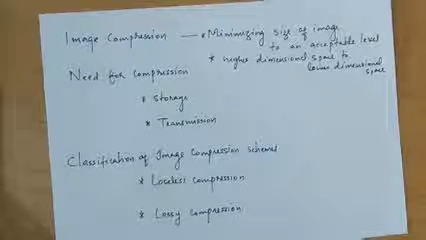 Image Compression — * Minimizing size of image
to an acceptable level
* higher dimensional space to
lower dimensional
space
Need for compression
* Storage
* Transmission
Classification of Image Compression schemes
* Loseless compression
* Lossy compression